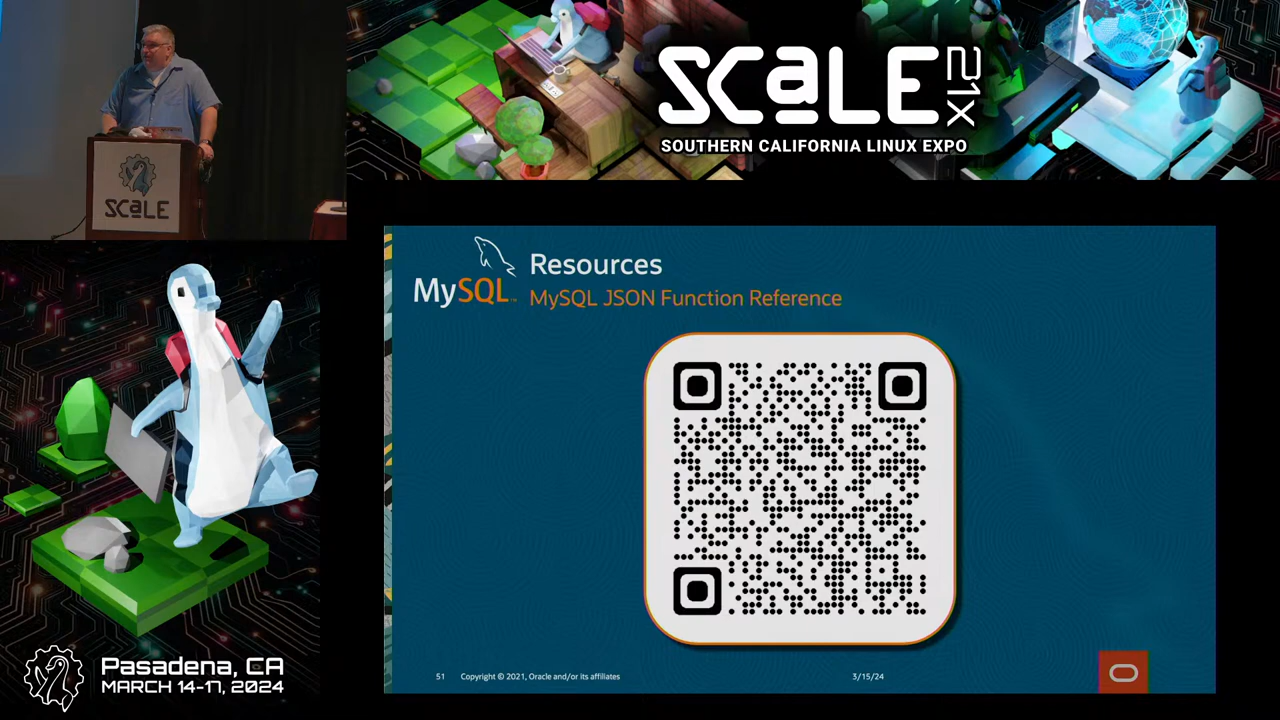 SCaLE 21x
SOUTHERN CALIFORNIA LINUX EXPO
SCaLE
MySQL
Resources
MySQL JSON Function Reference
51 Copyright © 2021, Oracle and/or its affiliates 3/15/24
Pasadena, CA
MARCH 14-17, 2024